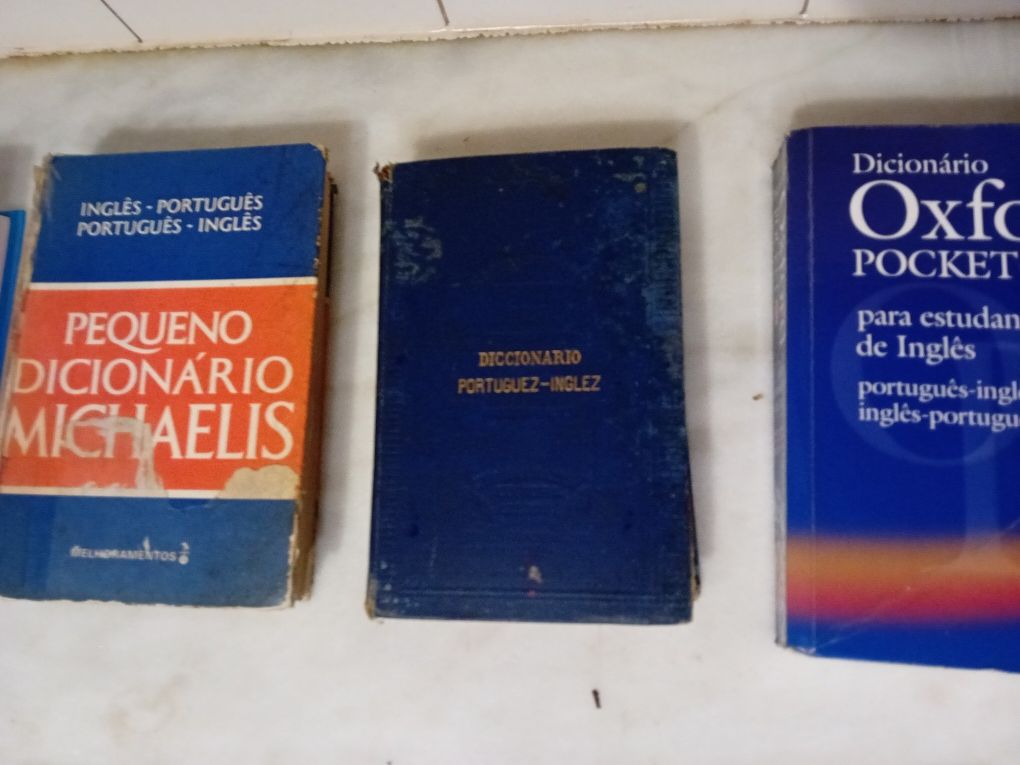 INGLÊS - PORTUGUÊS
PORTUGUÊS - INGLÊS
PEQUENO
DICIONÁRIO
MICHAELIS
MELHORAMENTOS
DICCIONARIO
PORTUGUEZ-INGLEZ
Dicionário
Oxfo
POCKET
para estudan
de Inglês
português-ingl
inglês-portugu